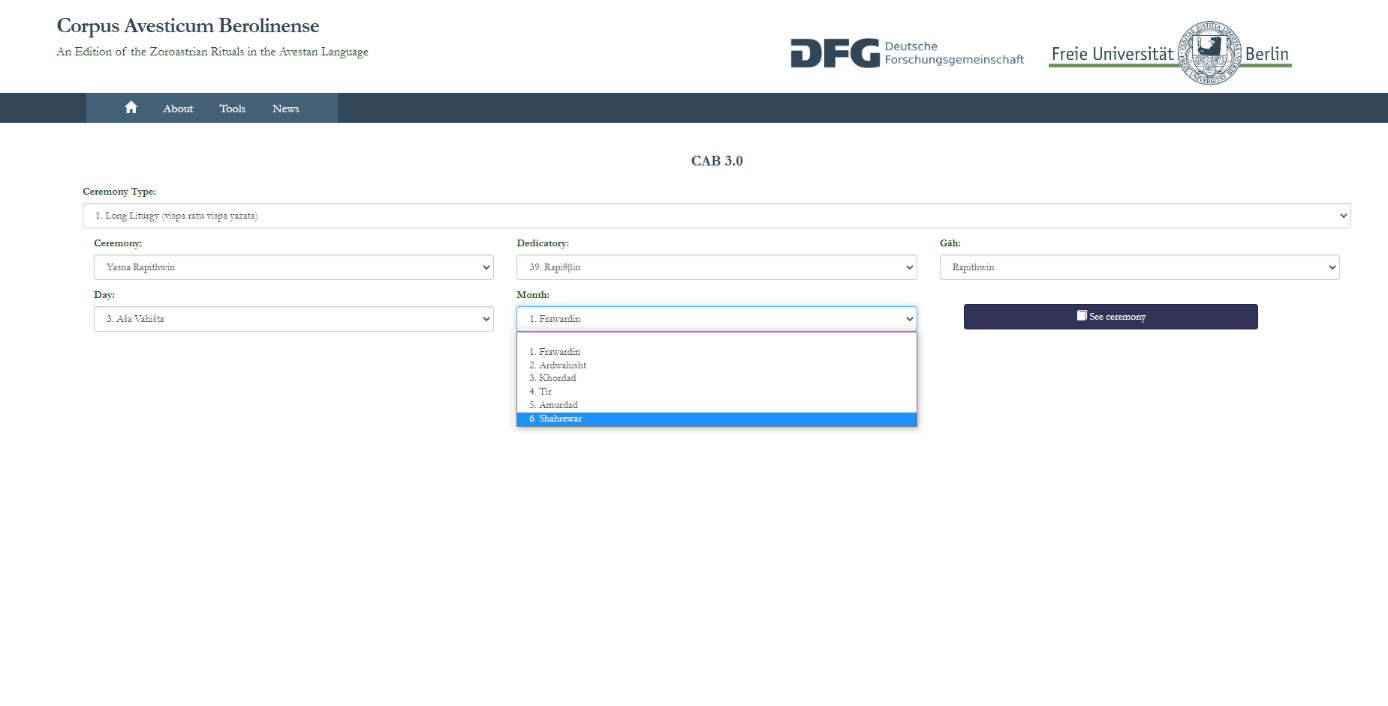 Corpus Avesticum Berolinense
An Edition of the Zoroastrian Rituals in the Avestan Language
DFG Deutsche Forschungsgemeinschaft
Freie Universität Berlin
About Tools News
CAB 3.0
Ceremony Type:
1. Long Liturgy (vispa ratu vispa yazata)
Ceremony: Dedicatory: Gāh:
Yasna Rapithwin 39. Rapiθβin Rapithwin
Day: Month:
3. Aša Vahišta 1. Frawardin See ceremony
1. Frawardin
2. Ardwahisht
3. Khordad
4. Tir
5. Amurdad
6. Shahrewar